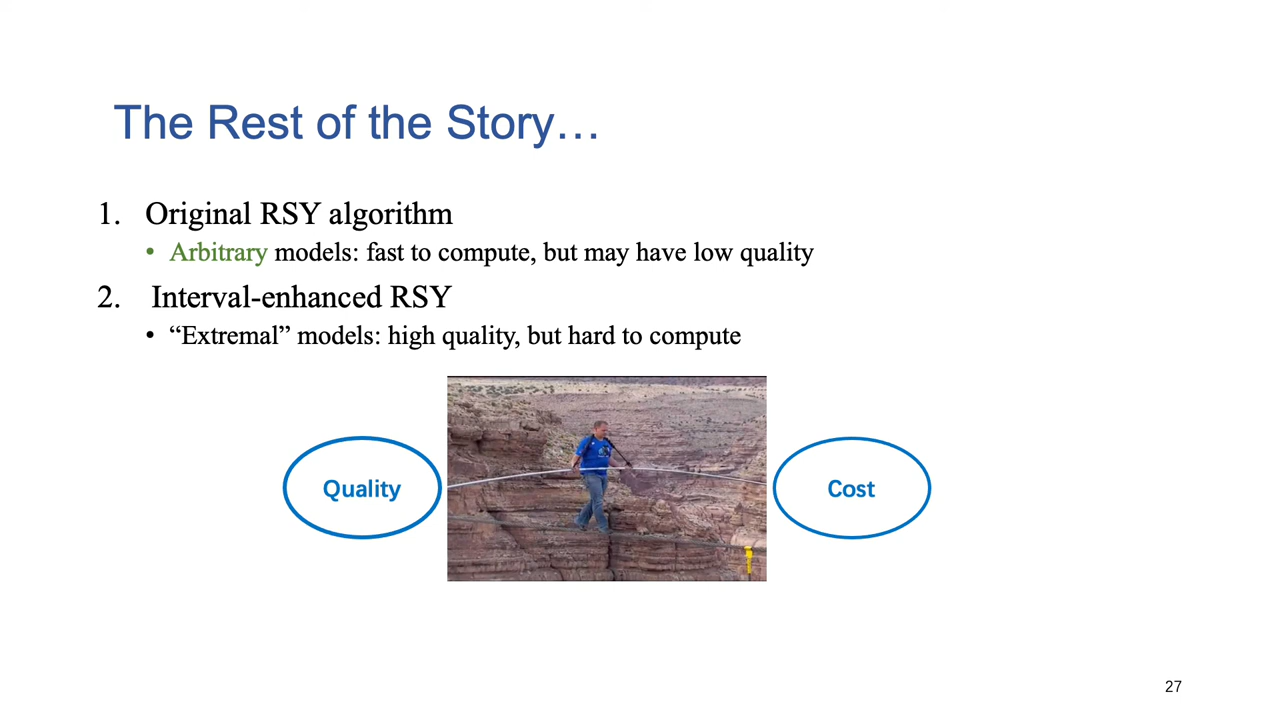 The Rest of the Story…
1. Original RSY algorithm
• Arbitrary models: fast to compute, but may have low quality
2. Interval-enhanced RSY
• “Extremal” models: high quality, but hard to compute
Quality
Cost
27